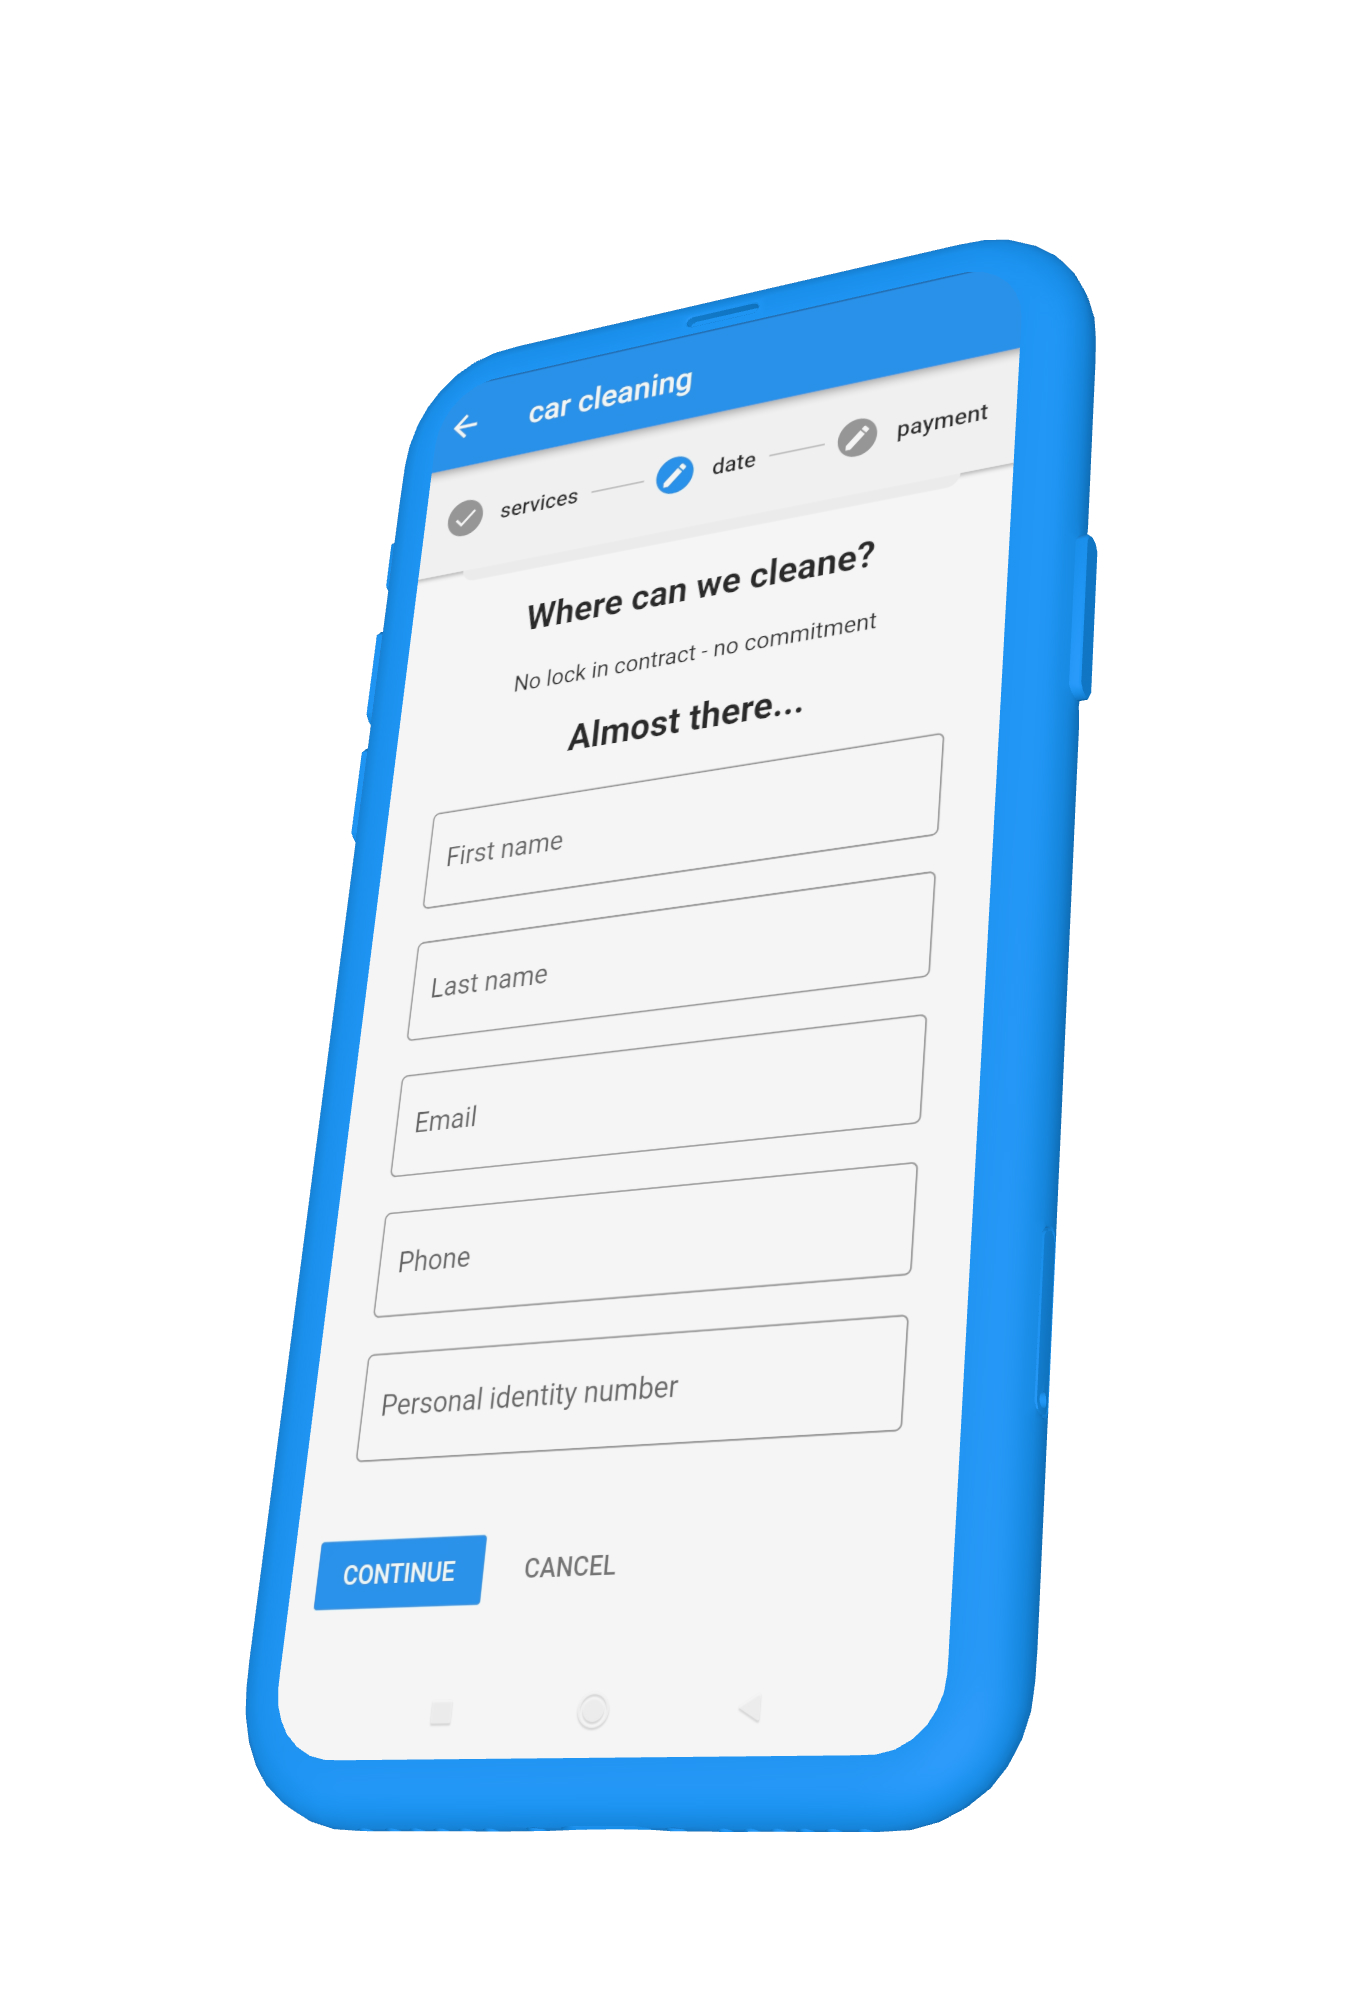 car cleaning
services
date
payment
Where can we cleane?
No lock in contract - no commitment
Almost there...
First name
Last name
Email
Phone
Personal identity number
CONTINUE CANCEL